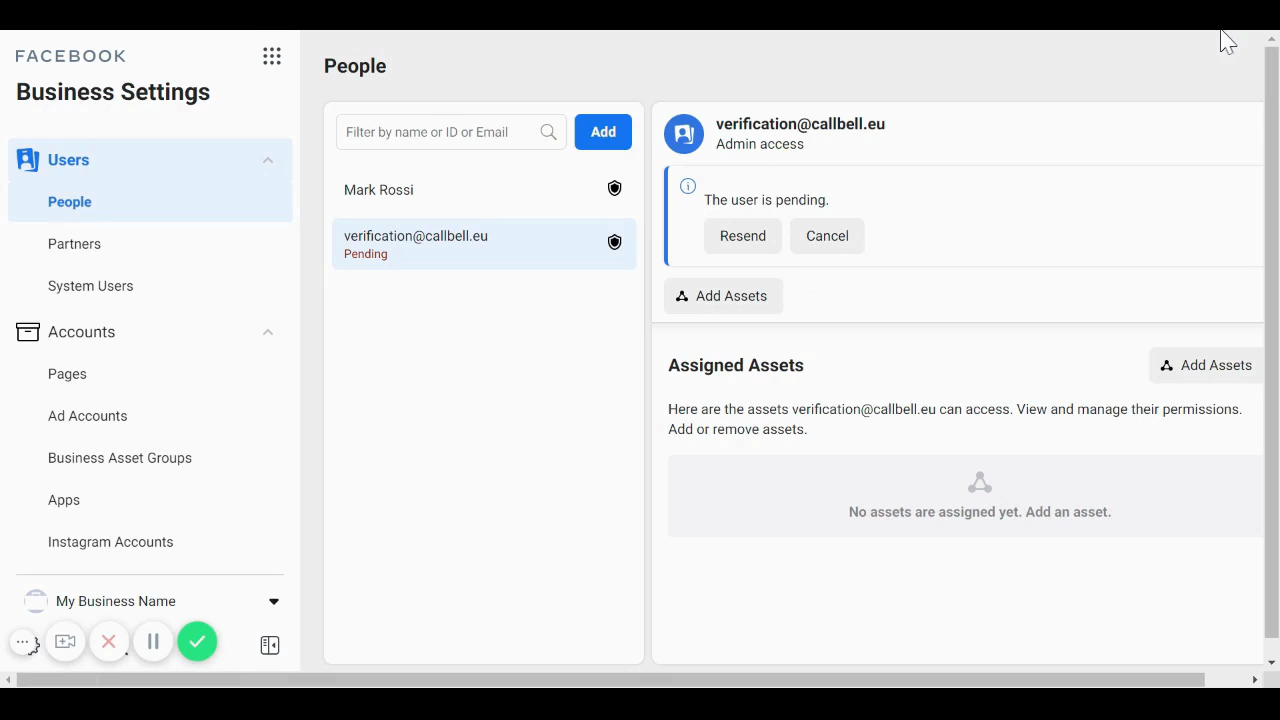 FACEBOOK
Business Settings
Users
People
Partners
System Users
Accounts
Pages
Ad Accounts
Business Asset Groups
Apps
Instagram Accounts
My Business Name
People
Filter by name or ID or Email
Add
Mark Rossi
verification@callbell.eu
Pending
verification@callbell.eu
Admin access
The user is pending.
Resend
Cancel
Add Assets
Assigned Assets
Add Assets
Here are the assets verification@callbell.eu can access. View and manage their permissions.
Add or remove assets.
No assets are assigned yet. Add an asset.